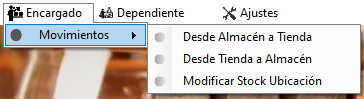 Encargado Dependiente Ajustes
Movimientos
Desde Almacén a Tienda
Desde Tienda a Almacén
Modificar Stock Ubicación